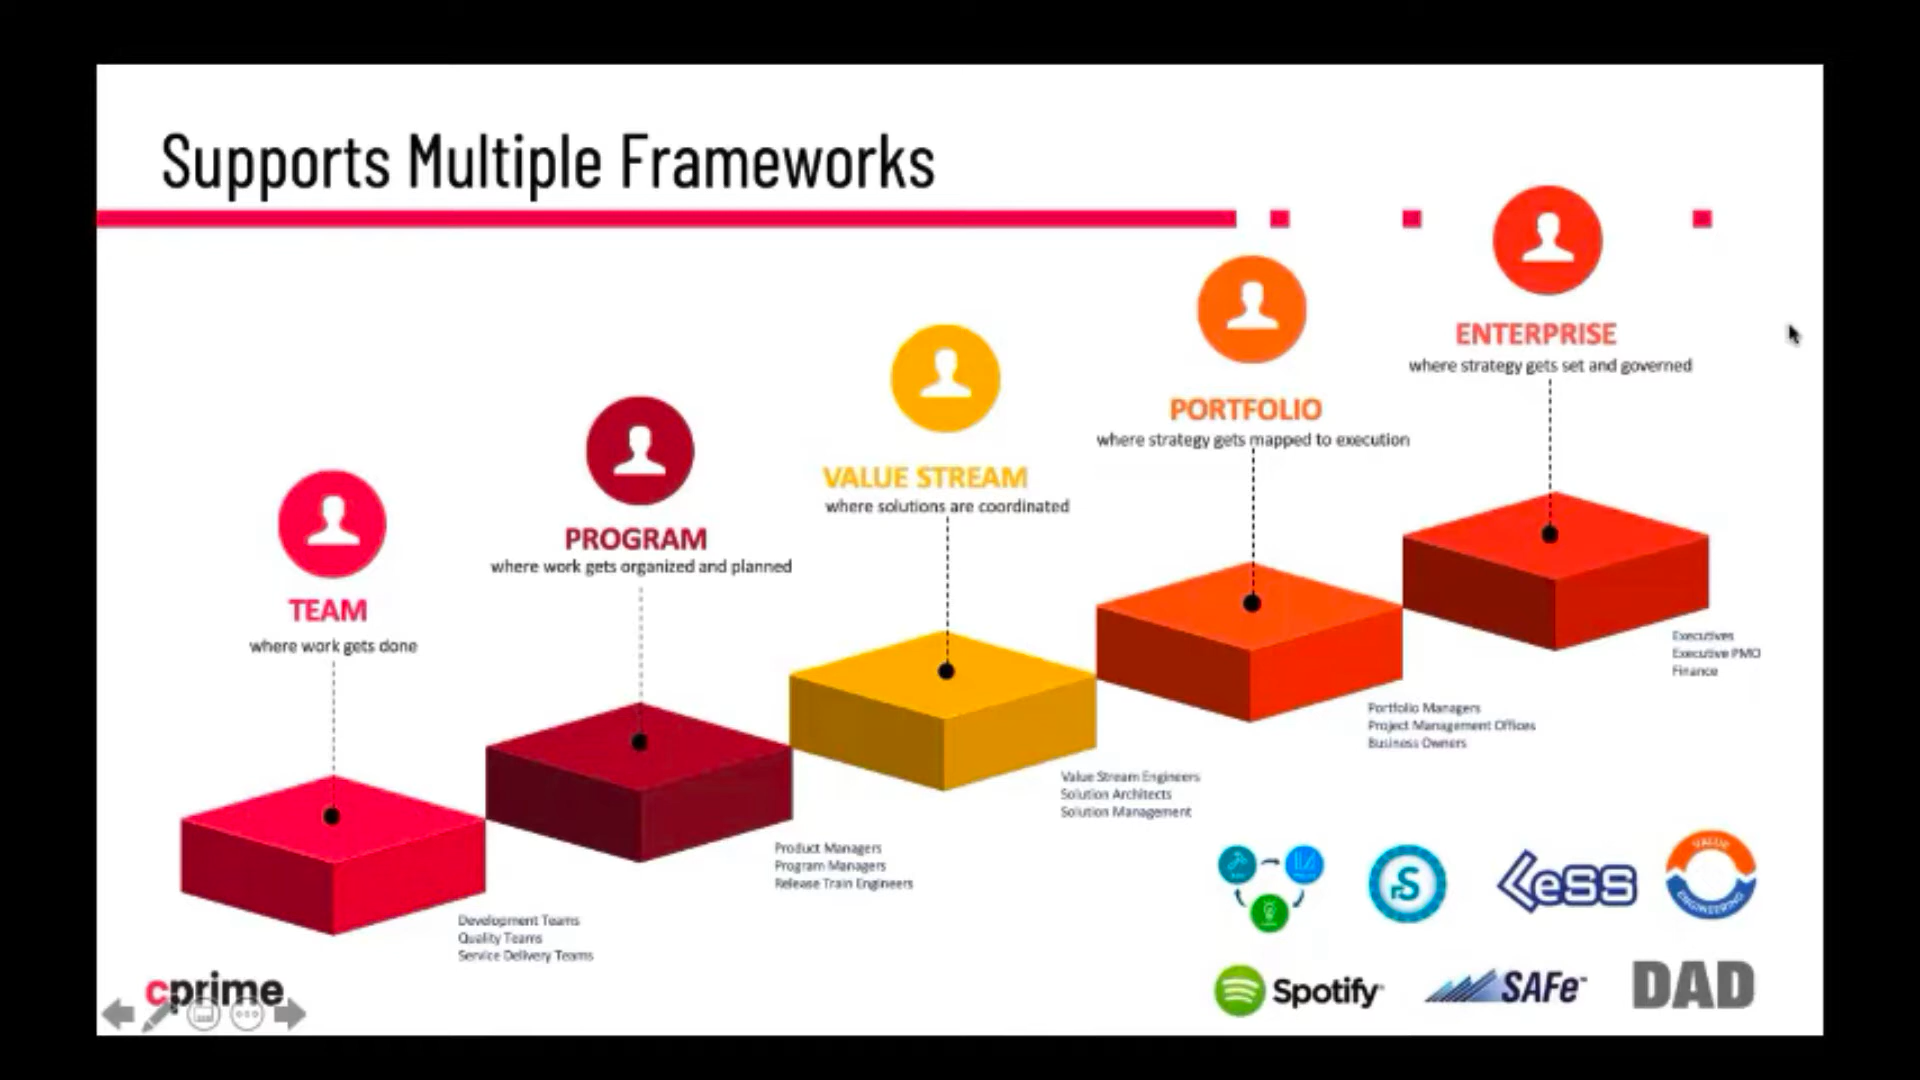 Supports Multiple Frameworks
ENTERPRISE
where strategy gets set and governed
PORTFOLIO
where strategy gets mapped to execution
VALUE STREAM
where solutions are coordinated
PROGRAM
where work gets organized and planned
TEAM
where work gets done
Development Teams
Quality Teams
Service Delivery Teams
Product Managers
Program Managers
Release Train Engineers
Value Stream Engineers
Solution Architects
Solution Management
Portfolio Managers
Project Management Offices
Business Owners
Executives
Executive PMO
Finance
S
LeSS
VALUE
ENGINEERING
Spotify
SAFe™
DAD
cprime